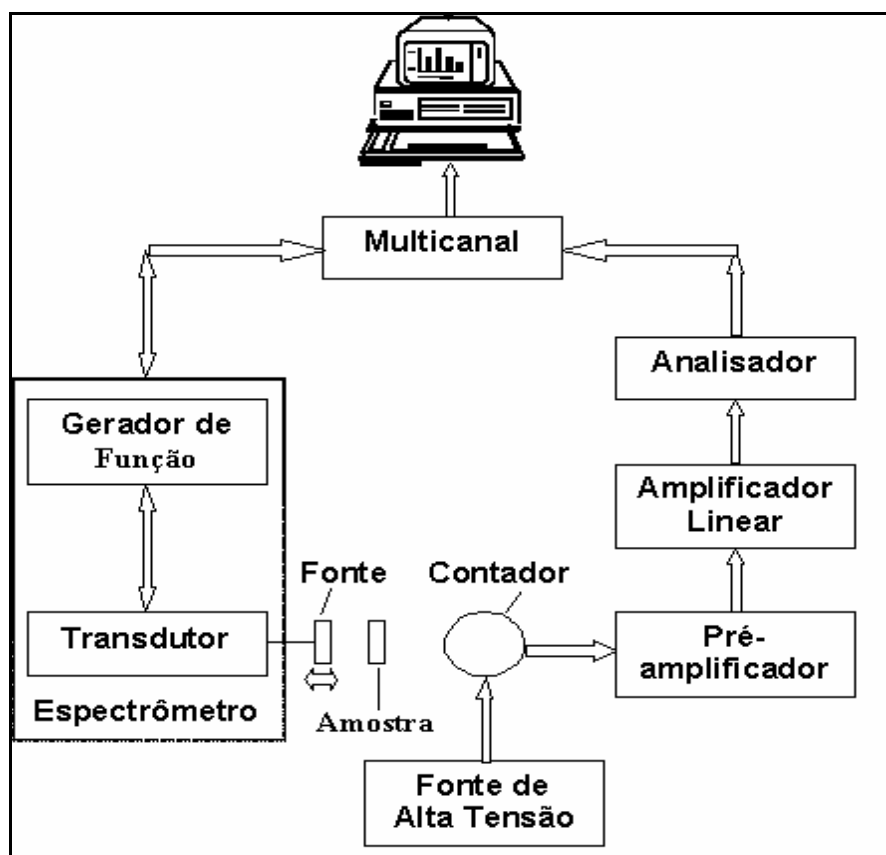 Multicanal
Analisador
Gerador de
Função
Amplificador
Linear
Fonte
Contador
Transdutor
Pré-
amplificador
Espectrômetro
Amostra
Fonte de
Alta Tensão